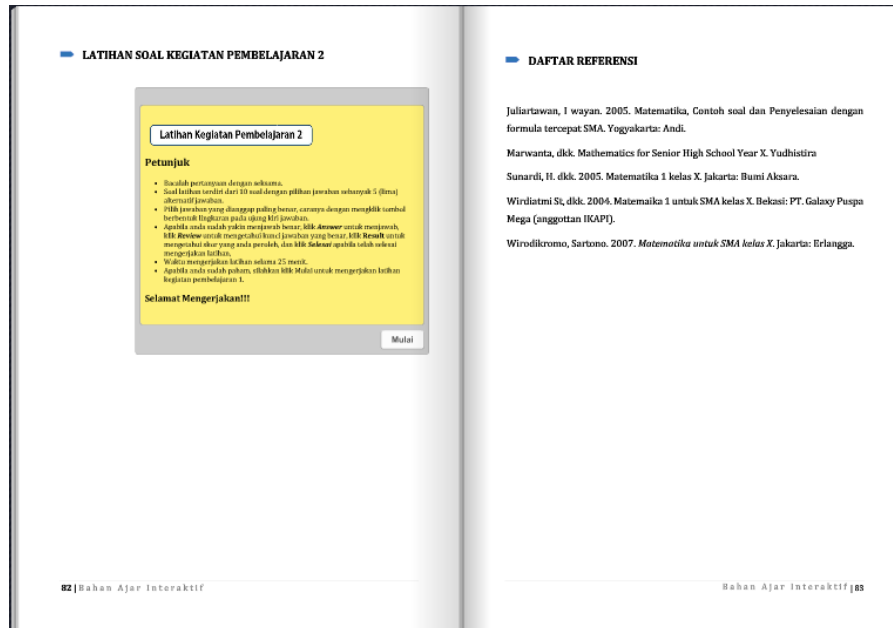 LATIHAN SOAL KEGIATAN PEMBELAJARAN 2
Latihan Kegiatan Pembelajaran 2
Petunjuk
• Bacalah pertanyaan dengan seksama.
• Soal latihan terdiri dari 10 soal dengan pilihan jawaban sebanyak 5 (lima)
alternatif jawaban.
• Pilih jawaban yang dianggap paling benar, caranya dengan mengklik tombol
berbentuk lingkaran pada ujung kiri jawaban.
• Apabila anda sudah yakin menjawab benar, klik Answer untuk menjawab,
klik Review untuk mengetahui kunci jawaban yang benar, klik Result untuk
mengetahui skor yang anda peroleh, dan klik Selesai apabila telah selesai
mengerjakan latihan.
• Waktu mengerjakan latihan selama 25 menit.
• Apabila anda sudah paham, silahkan klik Mulai untuk mengerjakan latihan
kegiatan pembelajaran 1.
Selamat Mengerjakan!!!
Mulai
82 | Bahan Ajar Interaktif
DAFTAR REFERENSI
Juliartawan, I wayan. 2005. Matematika, Contoh soal dan Penyelesaian dengan
formula tercepat SMA. Yogyakarta: Andi.
Marwanta, dkk. Mathematics for Senior High School Year X. Yudhistira
Sunardi, H. dkk. 2005. Matematika 1 kelas X. Jakarta: Bumi Aksara.
Wirdiatmi St, dkk. 2004. Matemaika 1 untuk SMA kelas X. Bekasi: PT. Galaxy Puspa
Mega (anggottan IKAPI).
Wirodikromo, Sartono. 2007. Matematika untuk SMA kelas X. Jakarta: Erlangga.
Bahan Ajar Interaktif | 83